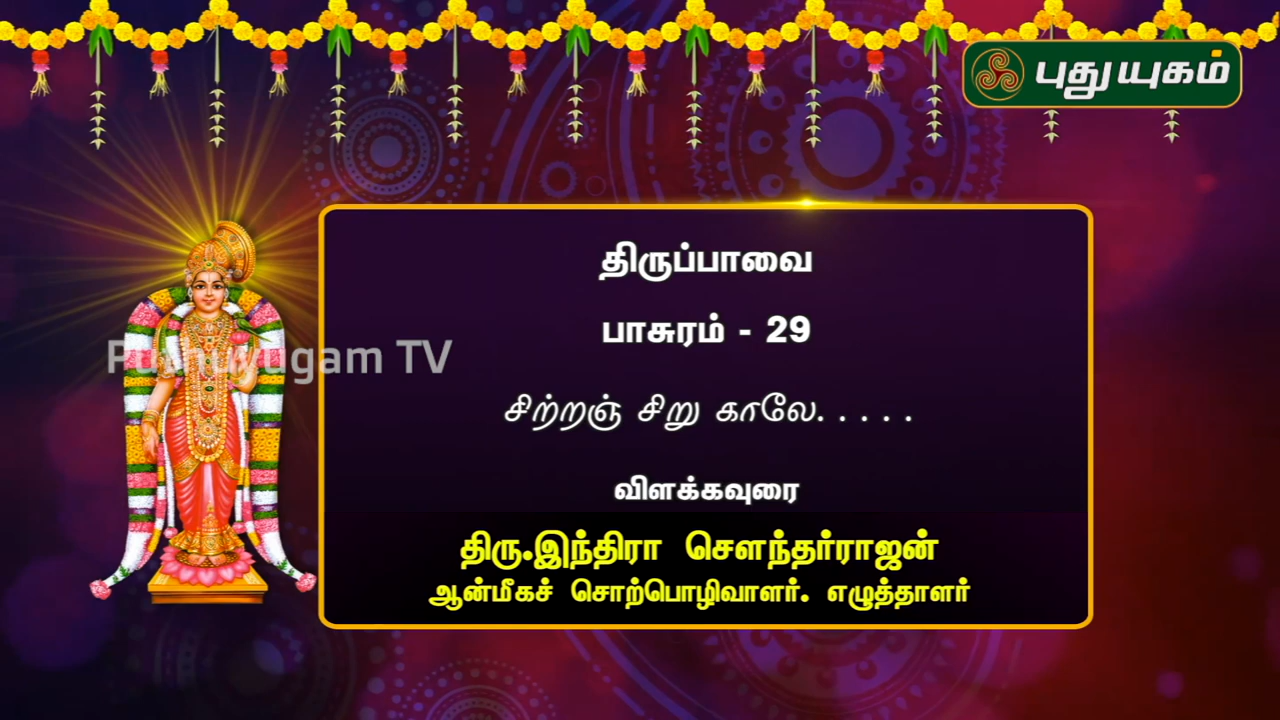 புதுயுகம்
திருப்பாவை
பாசுரம் - 29
Puthuyugam TV
சிற்றஞ் சிறு காலே. . . . .
விளக்கவுரை
திரு.இந்திரா சௌந்தர்ராஜன்
ஆன்மீகச் சொற்பொழிவாளர். எழுத்தாளர்